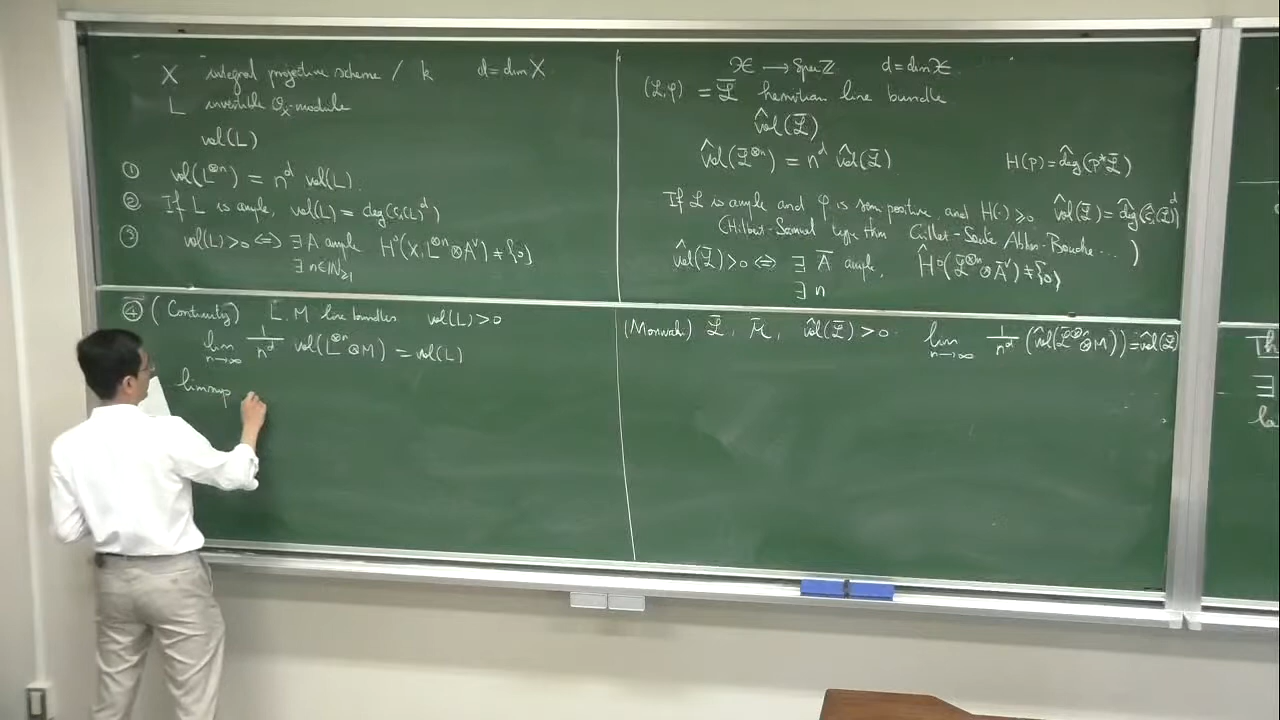 X integral projective scheme / k d = dim X
L invertible O_X-module
vol(L)
① vol(L^{⊗n}) = n^d vol(L).
② If L is ample, vol(L) = deg(c_1(L)^d)
③ vol(L)>0 ⟺ ∃ A ample H^0(X, L^{⊗n}⊗A^∨) ≠ {0}
∃ n∈ℕ_{≥1}
④ (Continuity) L, M line bundles vol(L)>0
lim_{n→∞} 1/n^d vol(L^{⊗n}⊗M) = vol(L)
limsup
𝒳 → Spec ℤ d = dim 𝒳
(ℒ,φ) = ℒ̄ hermitian line bundle
v̂ol(ℒ̄)
v̂ol(ℒ̄^{⊗n}) = n^d v̂ol(ℒ̄). H(P) = d̂eg(P^*ℒ̄)
If ℒ is ample and φ is semi positive, and H(·) ≥ 0 v̂ol(ℒ̄) = d̂eg(ĉ_1(ℒ̄)^d)
(Hilbert-Samuel type thm Gillet-Soulé Abbes-Bouche ... )
v̂ol(ℒ̄)>0 ⟺ ∃ Ā ample, Ĥ^0(ℒ̄^{⊗n}⊗Ā^∨) ≠ {0}
∃ n
(Moriwaki) ℒ̄, ℳ̄, v̂ol(ℒ̄)>0. lim_{n→∞} 1/n^d (v̂ol(ℒ̄^{⊗n}⊗M̄)) = v̂ol(ℒ̄)
Th
∃